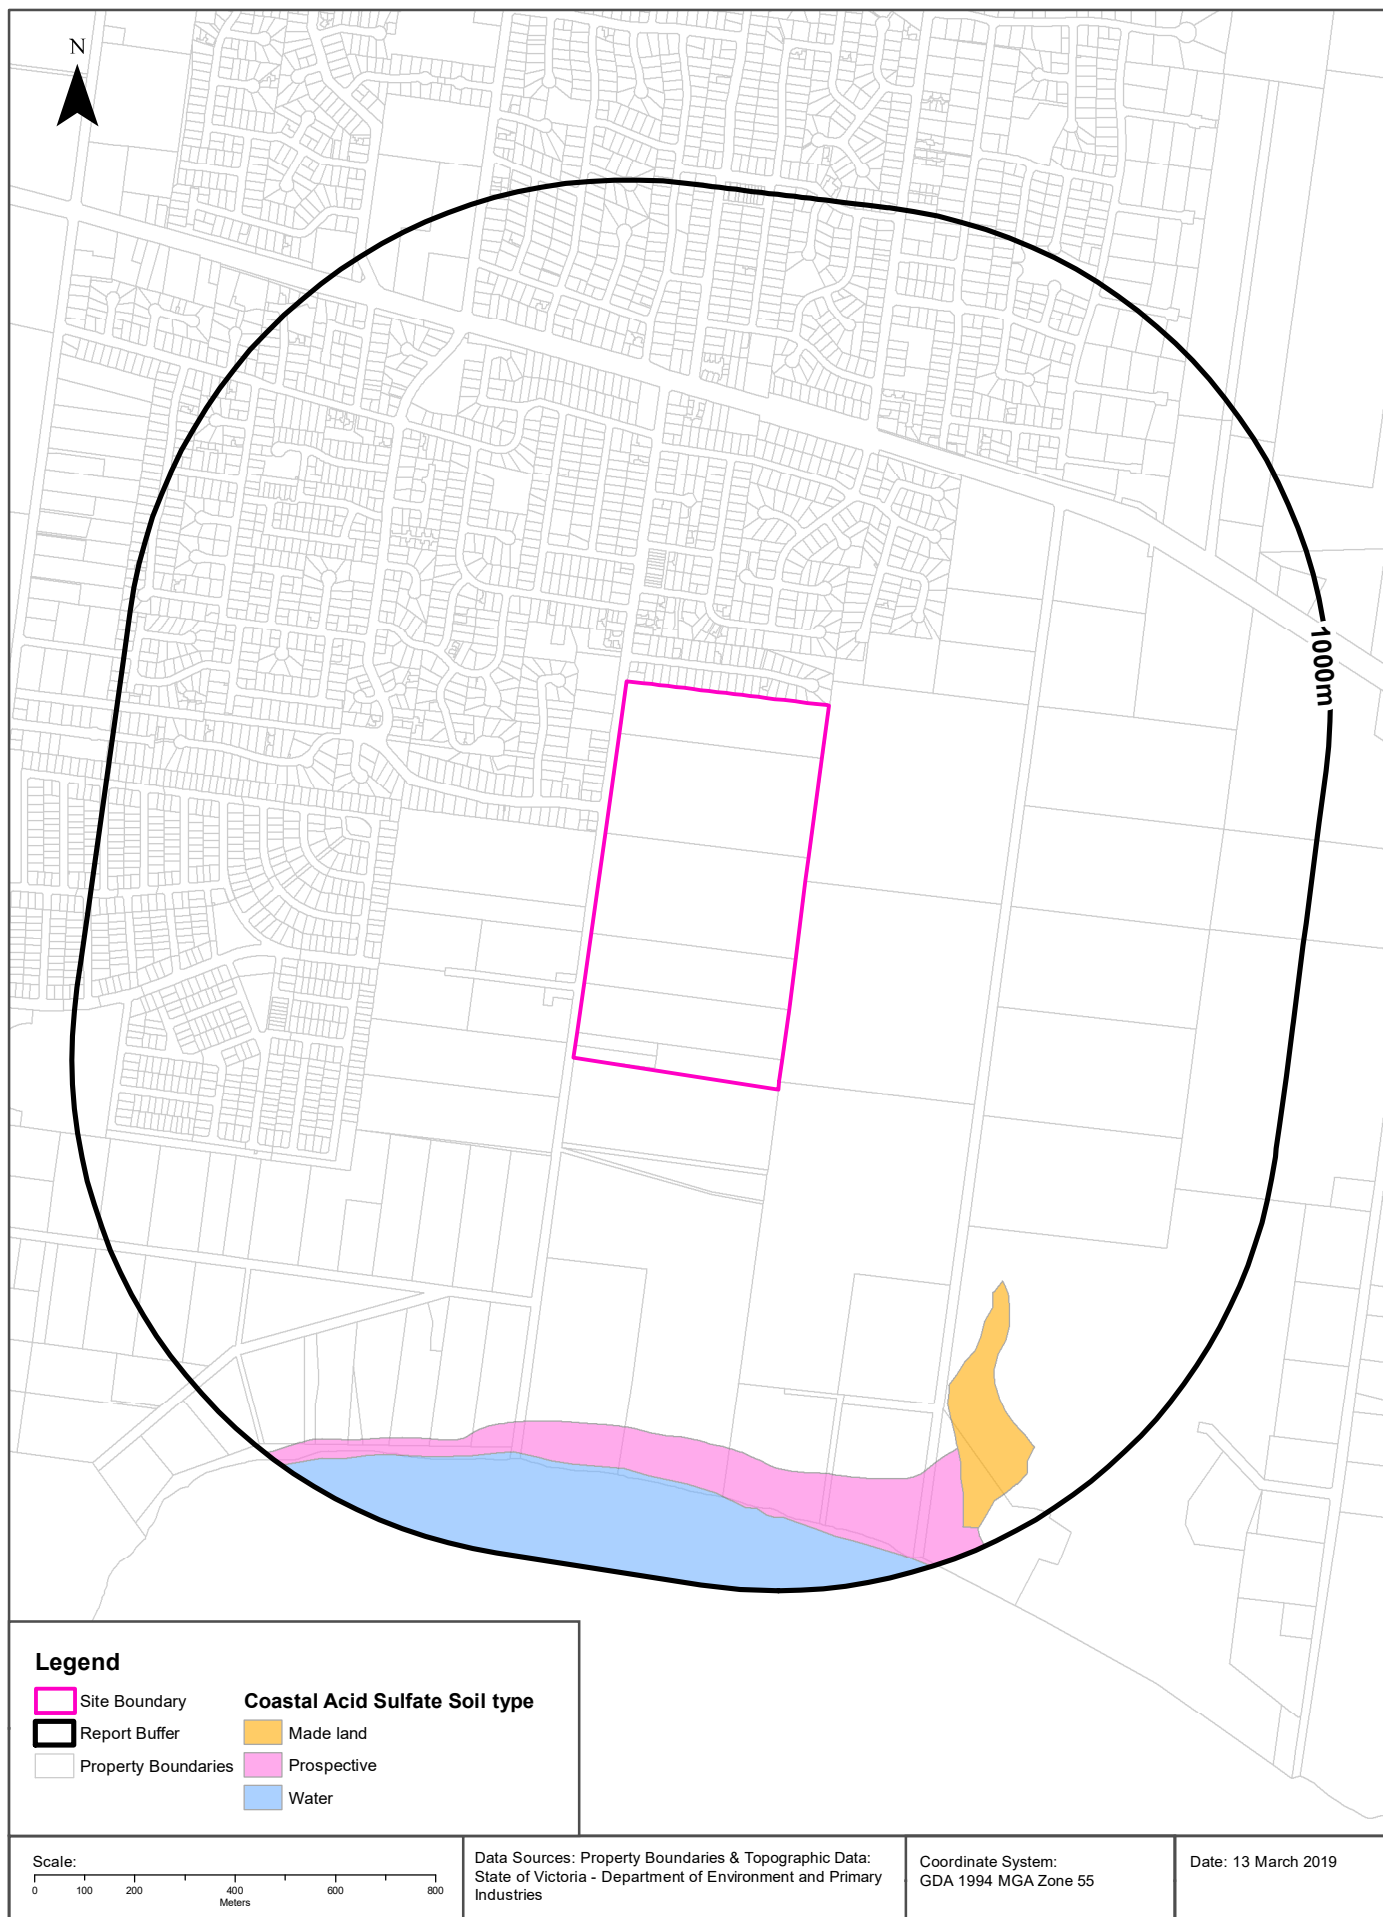 N
1000m
Legend
Site Boundary
Report Buffer
Property Boundaries
Coastal Acid Sulfate Soil type
Made land
Prospective
Water
Scale:
0 100 200 400 600 800
Meters
Data Sources: Property Boundaries & Topographic Data:
State of Victoria - Department of Environment and Primary
Industries
Coordinate System:
GDA 1994 MGA Zone 55
Date: 13 March 2019